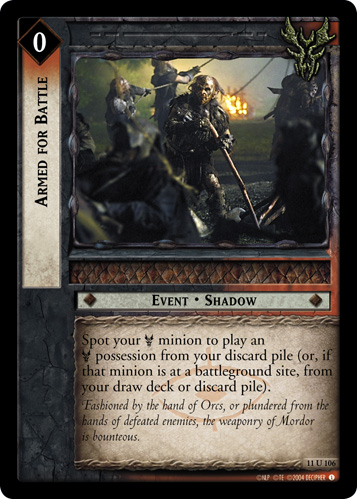 0
ARMED FOR BATTLE
EVENT • SHADOW
Spot your minion to play an
possession from your discard pile (or, if
that minion is at a battleground site, from
your draw deck or discard pile).
Fashioned by the hand of Orcs, or plundered from the
hands of defeated enemies, the weaponry of Mordor
is bounteous.
11 U 106
©NLP ©TE ©2004 DECIPHER